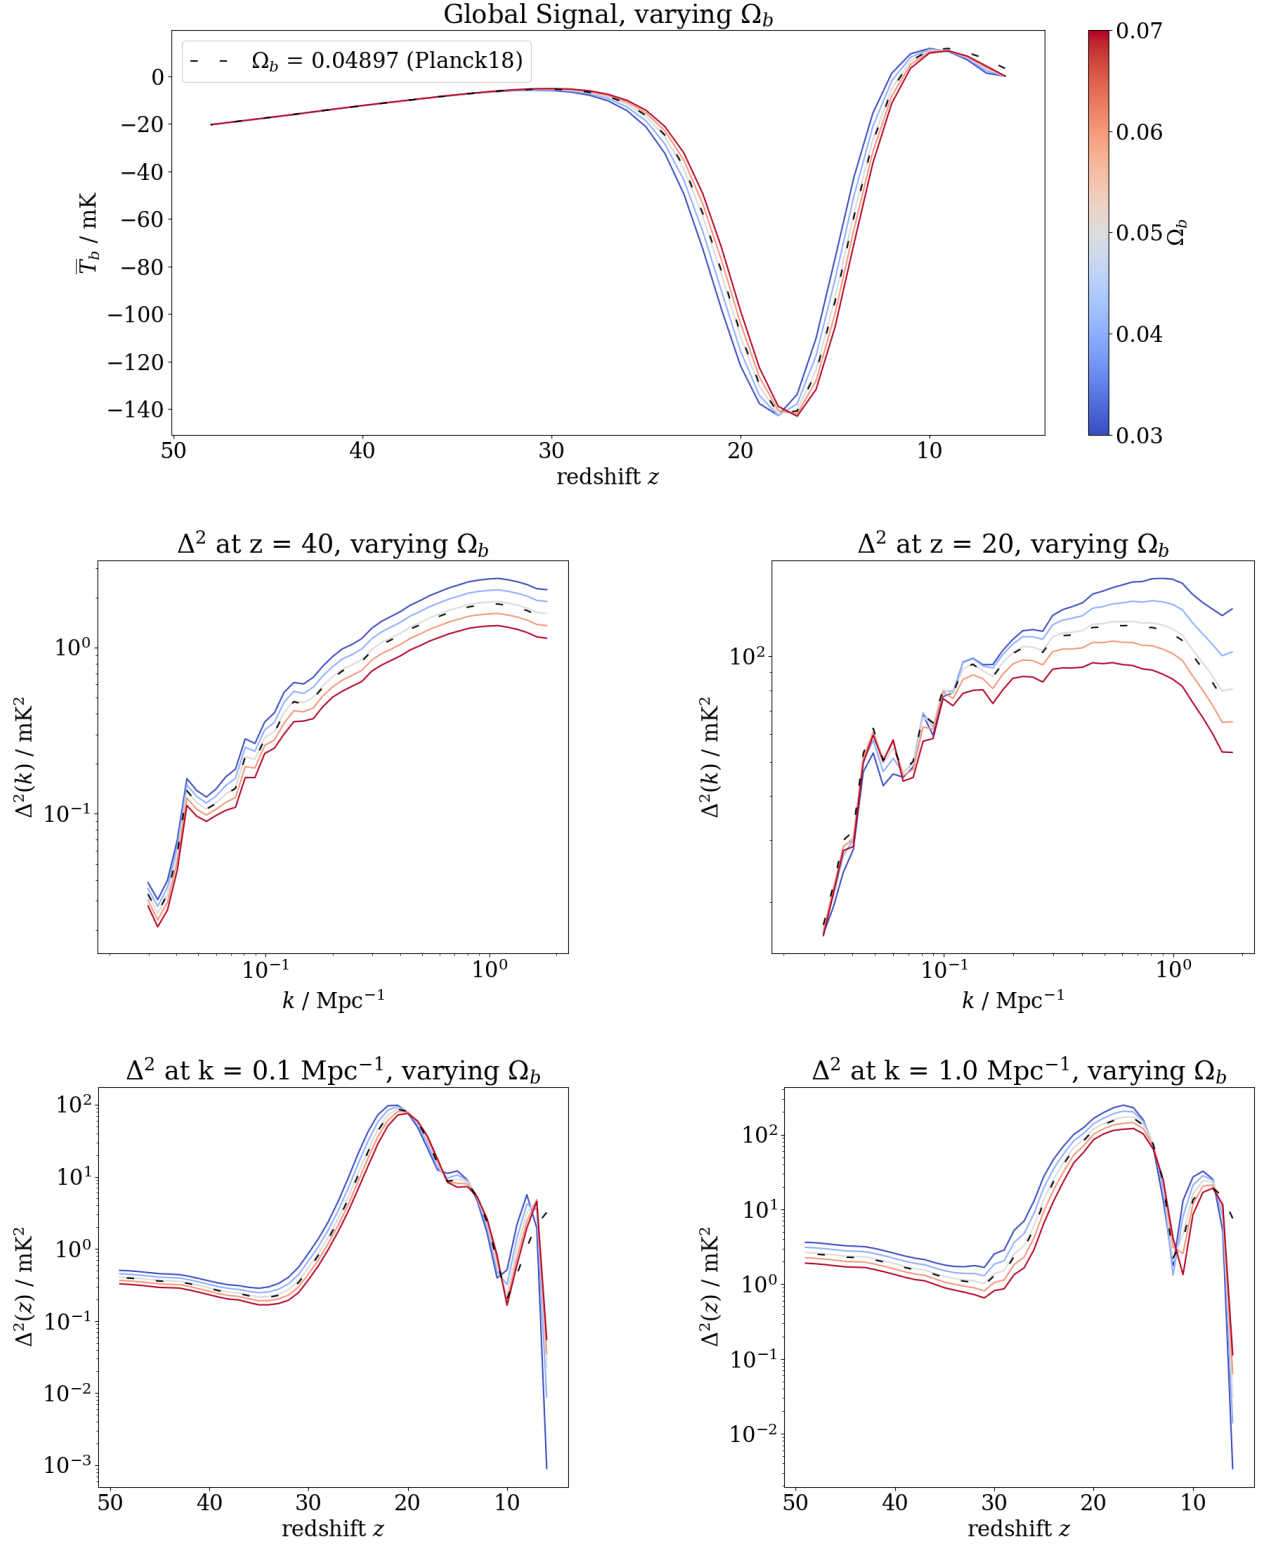 Global Signal, varying Ω_b
Ω_b = 0.04897 (Planck18)
0
−20
−40
−60
−80
−100
−120
−140
T̅_b / mK
50 40 30 20 10
redshift z
0.07
0.06
0.05
0.04
0.03
Ω_b
Δ² at z = 40, varying Ω_b
10⁰
10⁻¹
Δ²(k) / mK²
10⁻¹ 10⁰
k / Mpc⁻¹
Δ² at z = 20, varying Ω_b
10²
Δ²(k) / mK²
10⁻¹ 10⁰
k / Mpc⁻¹
Δ² at k = 0.1 Mpc⁻¹, varying Ω_b
10²
10¹
10⁰
10⁻¹
10⁻²
10⁻³
Δ²(z) / mK²
50 40 30 20 10
redshift z
Δ² at k = 1.0 Mpc⁻¹, varying Ω_b
10²
10¹
10⁰
10⁻¹
10⁻²
Δ²(z) / mK²
50 40 30 20 10
redshift z